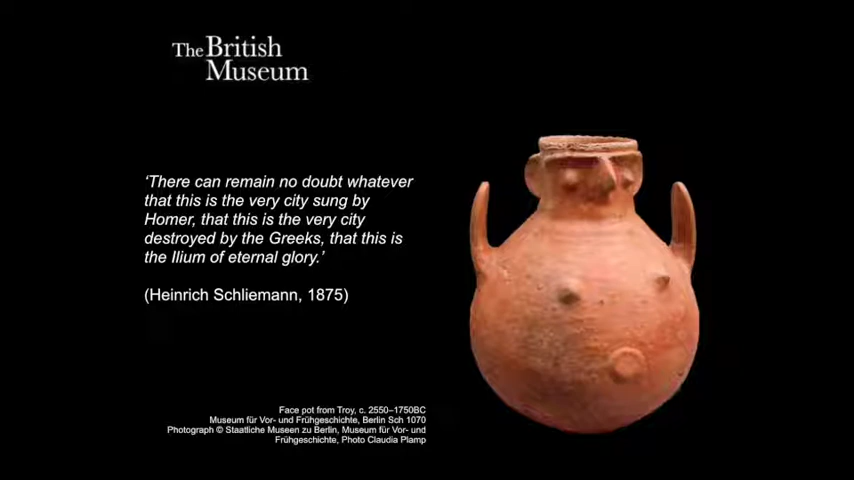 The British
Museum
‘There can remain no doubt whatever
that this is the very city sung by
Homer, that this is the very city
destroyed by the Greeks, that this is
the Ilium of eternal glory.’
(Heinrich Schliemann, 1875)
Face pot from Troy, c. 2550–1750BC
Museum für Vor- und Frühgeschichte, Berlin Sch 1070
Photograph © Staatliche Museen zu Berlin, Museum für Vor- und
Frühgeschichte, Photo Claudia Plamp